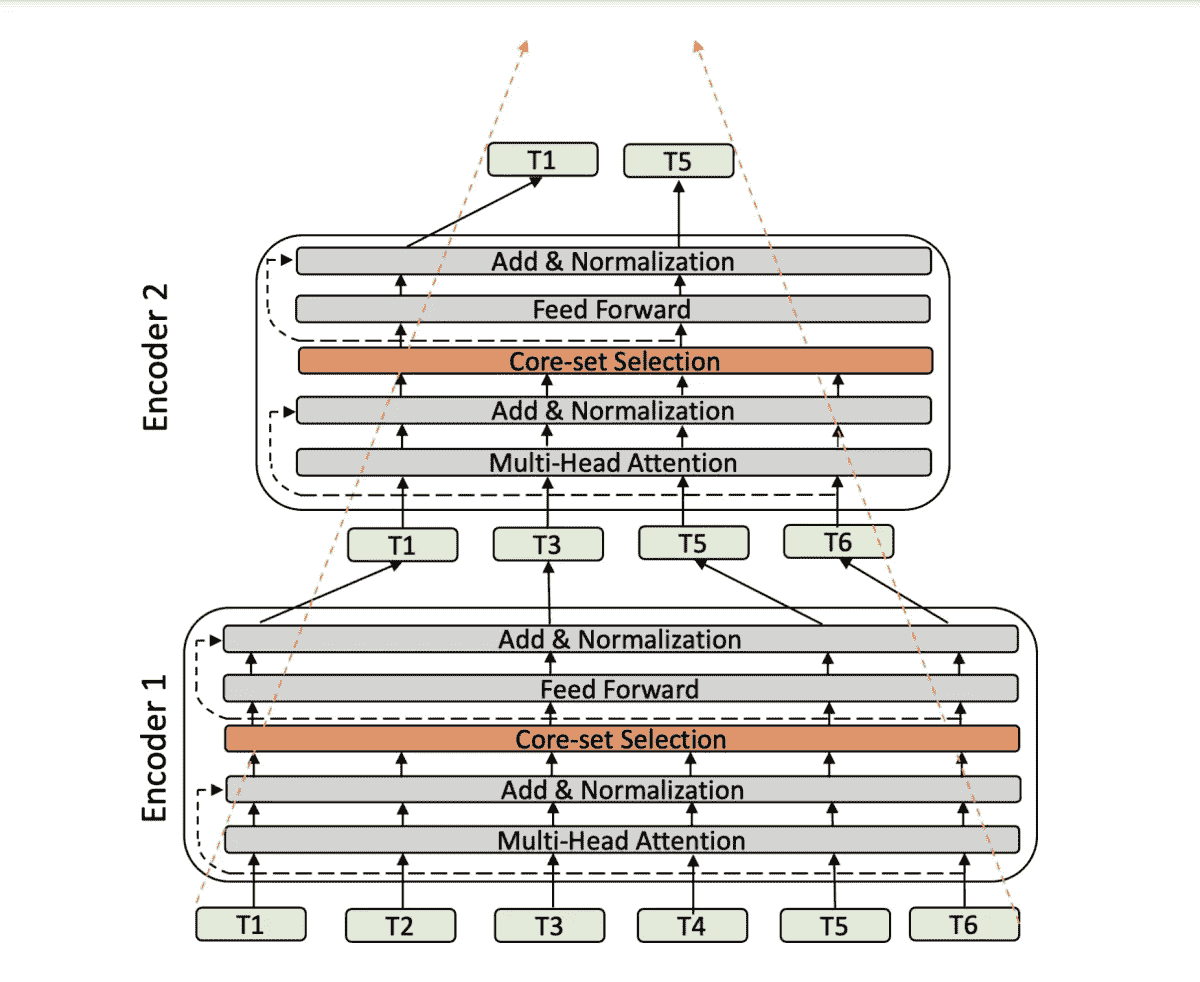 T1 T5
Encoder 2
Add & Normalization
Feed Forward
Core-set Selection
Add & Normalization
Multi-Head Attention
T1 T3 T5 T6
Encoder 1
Add & Normalization
Feed Forward
Core-set Selection
Add & Normalization
Multi-Head Attention
T1 T2 T3 T4 T5 T6